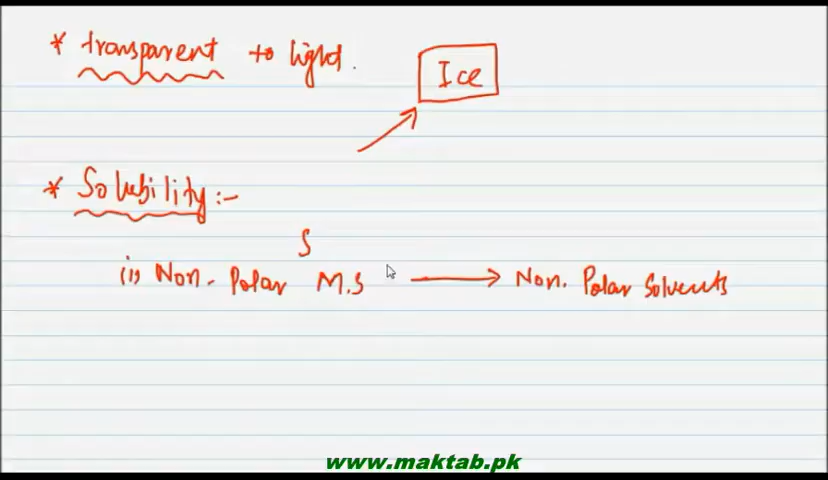 * transparent to light.
Ice
* Solubility :-
S
(i) Non. Polar M.S → Non. Polar Solvents
www.maktab.pk